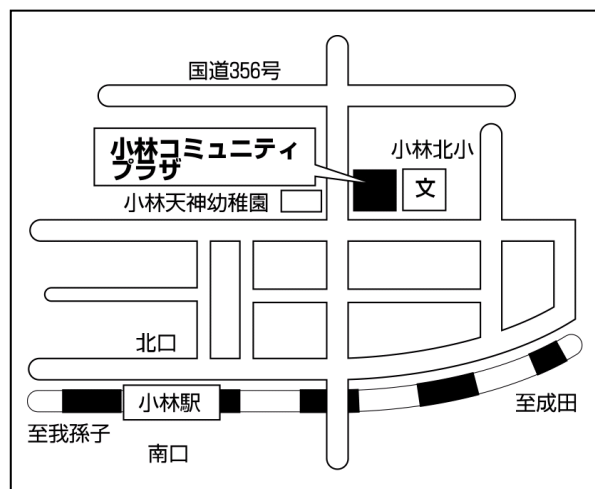 国道356号
小林コミュニティ
プラザ
小林北小
文
小林天神幼稚園
北口
小林駅
至成田
至我孫子
南口